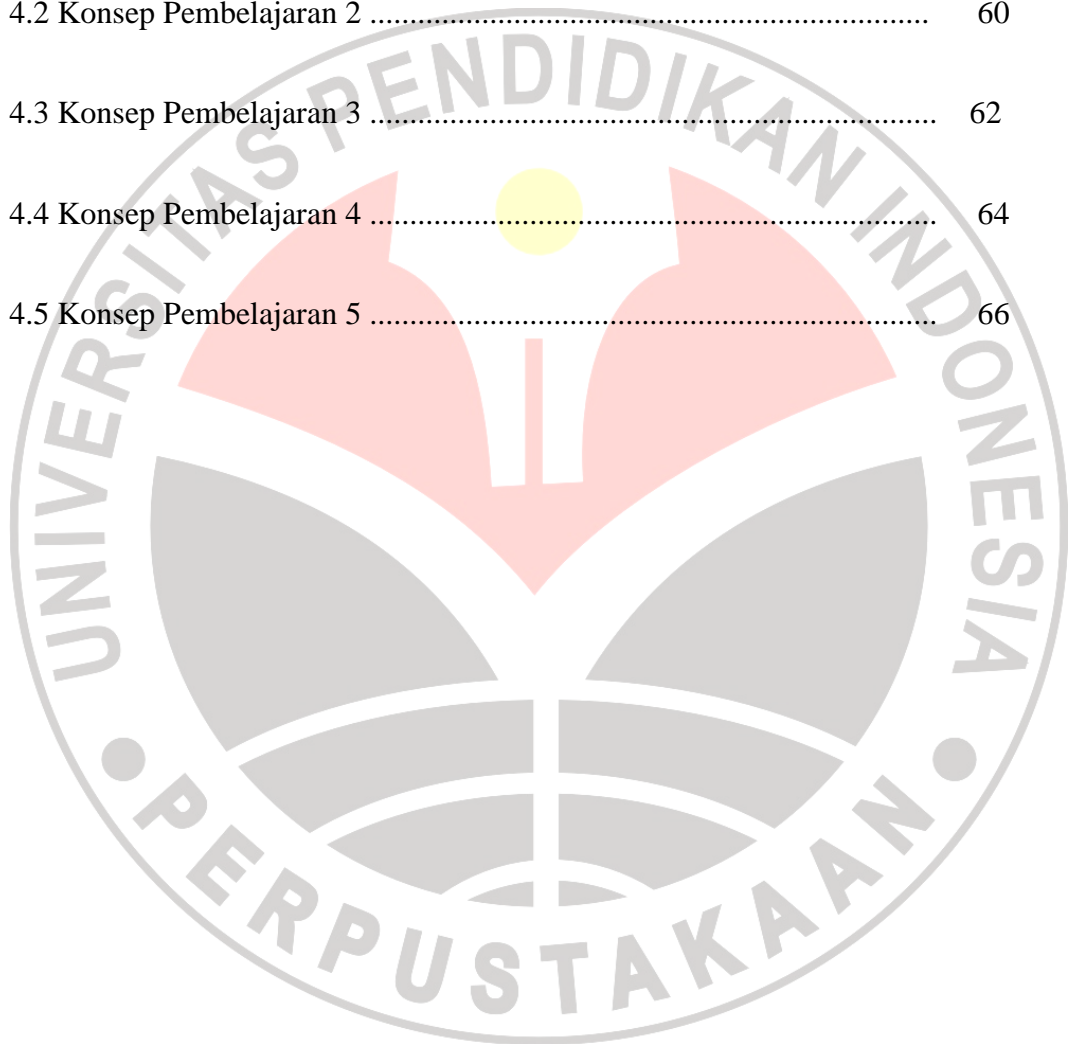 4.2 Konsep Pembelajaran 2 ...................................................................... 60
4.3 Konsep Pembelajaran 3 ....................................................................... 62
4.4 Konsep Pembelajaran 4 ....................................................................... 64
4.5 Konsep Pembelajaran 5 ....................................................................... 66
UNIVERSITAS PENDIDIKAN INDONESIA
PERPUSTAKAAN